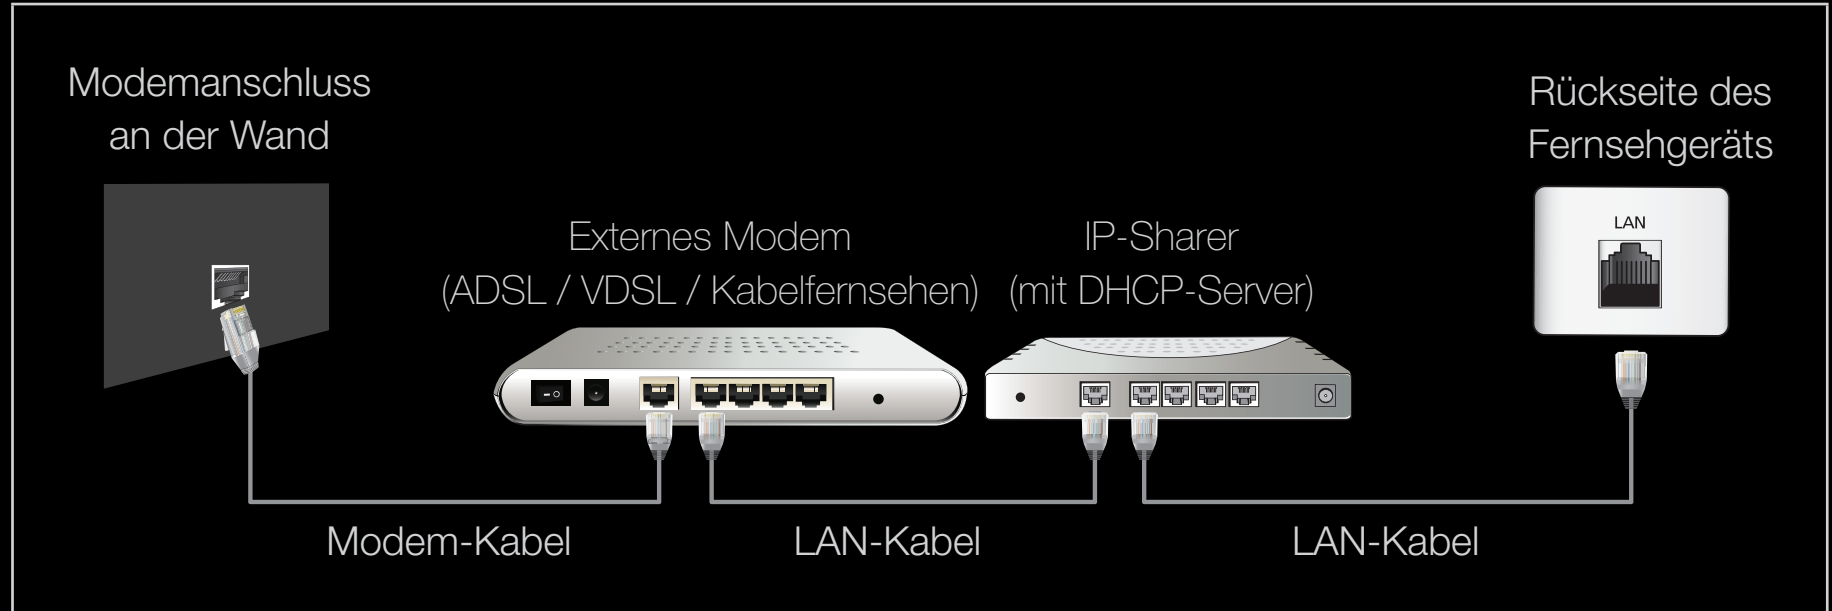 Modemanschluss
an der Wand
Externes Modem
(ADSL / VDSL / Kabelfernsehen)
IP-Sharer
(mit DHCP-Server)
Rückseite des
Fernsehgeräts
LAN
Modem-Kabel
LAN-Kabel
LAN-Kabel